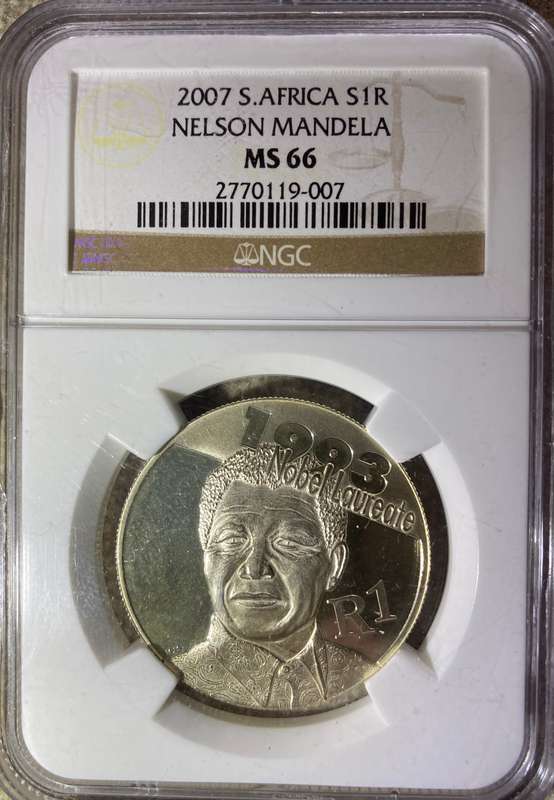 2007 S.AFRICA S1R
NELSON MANDELA
MS 66
2770119-007
NGC
1993
Nobel Laureate
R1